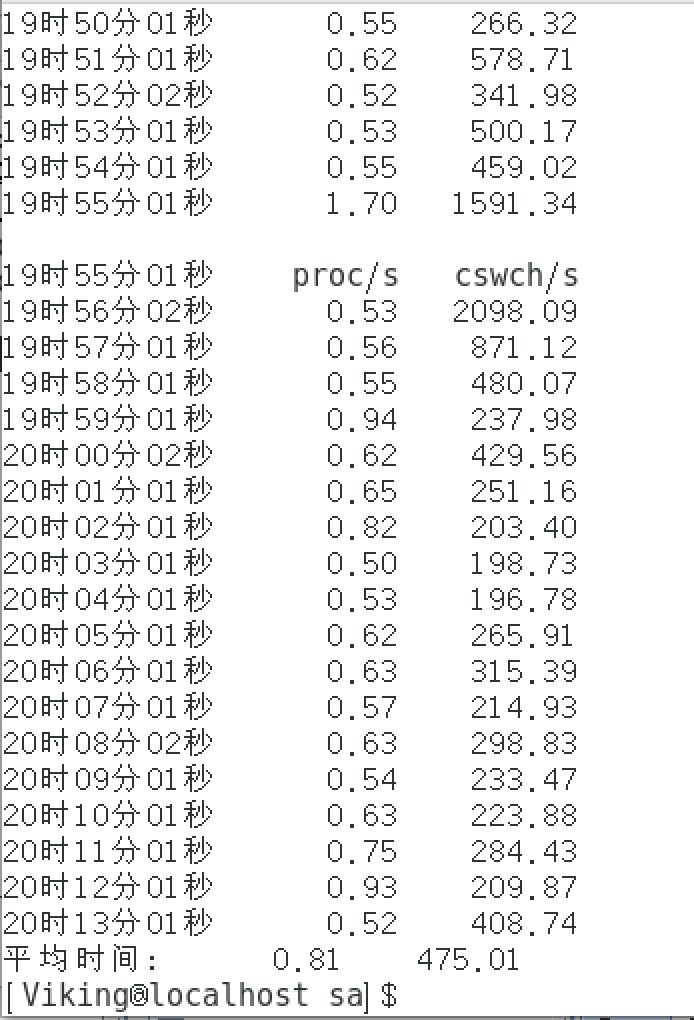 19时50分01秒 0.55 266.32
19时51分01秒 0.62 578.71
19时52分02秒 0.52 341.98
19时53分01秒 0.53 500.17
19时54分01秒 0.55 459.02
19时55分01秒 1.70 1591.34
19时55分01秒 proc/s cswch/s
19时56分02秒 0.53 2098.09
19时57分01秒 0.56 871.12
19时58分01秒 0.55 480.07
19时59分01秒 0.94 237.98
20时00分02秒 0.62 429.56
20时01分01秒 0.65 251.16
20时02分01秒 0.82 203.40
20时03分01秒 0.50 198.73
20时04分01秒 0.53 196.78
20时05分01秒 0.62 265.91
20时06分01秒 0.63 315.39
20时07分01秒 0.57 214.93
20时08分02秒 0.63 298.83
20时09分01秒 0.54 233.47
20时10分01秒 0.63 223.88
20时11分01秒 0.75 284.43
20时12分01秒 0.93 209.87
20时13分01秒 0.52 408.74
平均时间: 0.81 475.01
[Viking@localhost sa]$